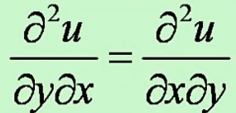 ∂²u/∂y∂x = ∂²u/∂x∂y